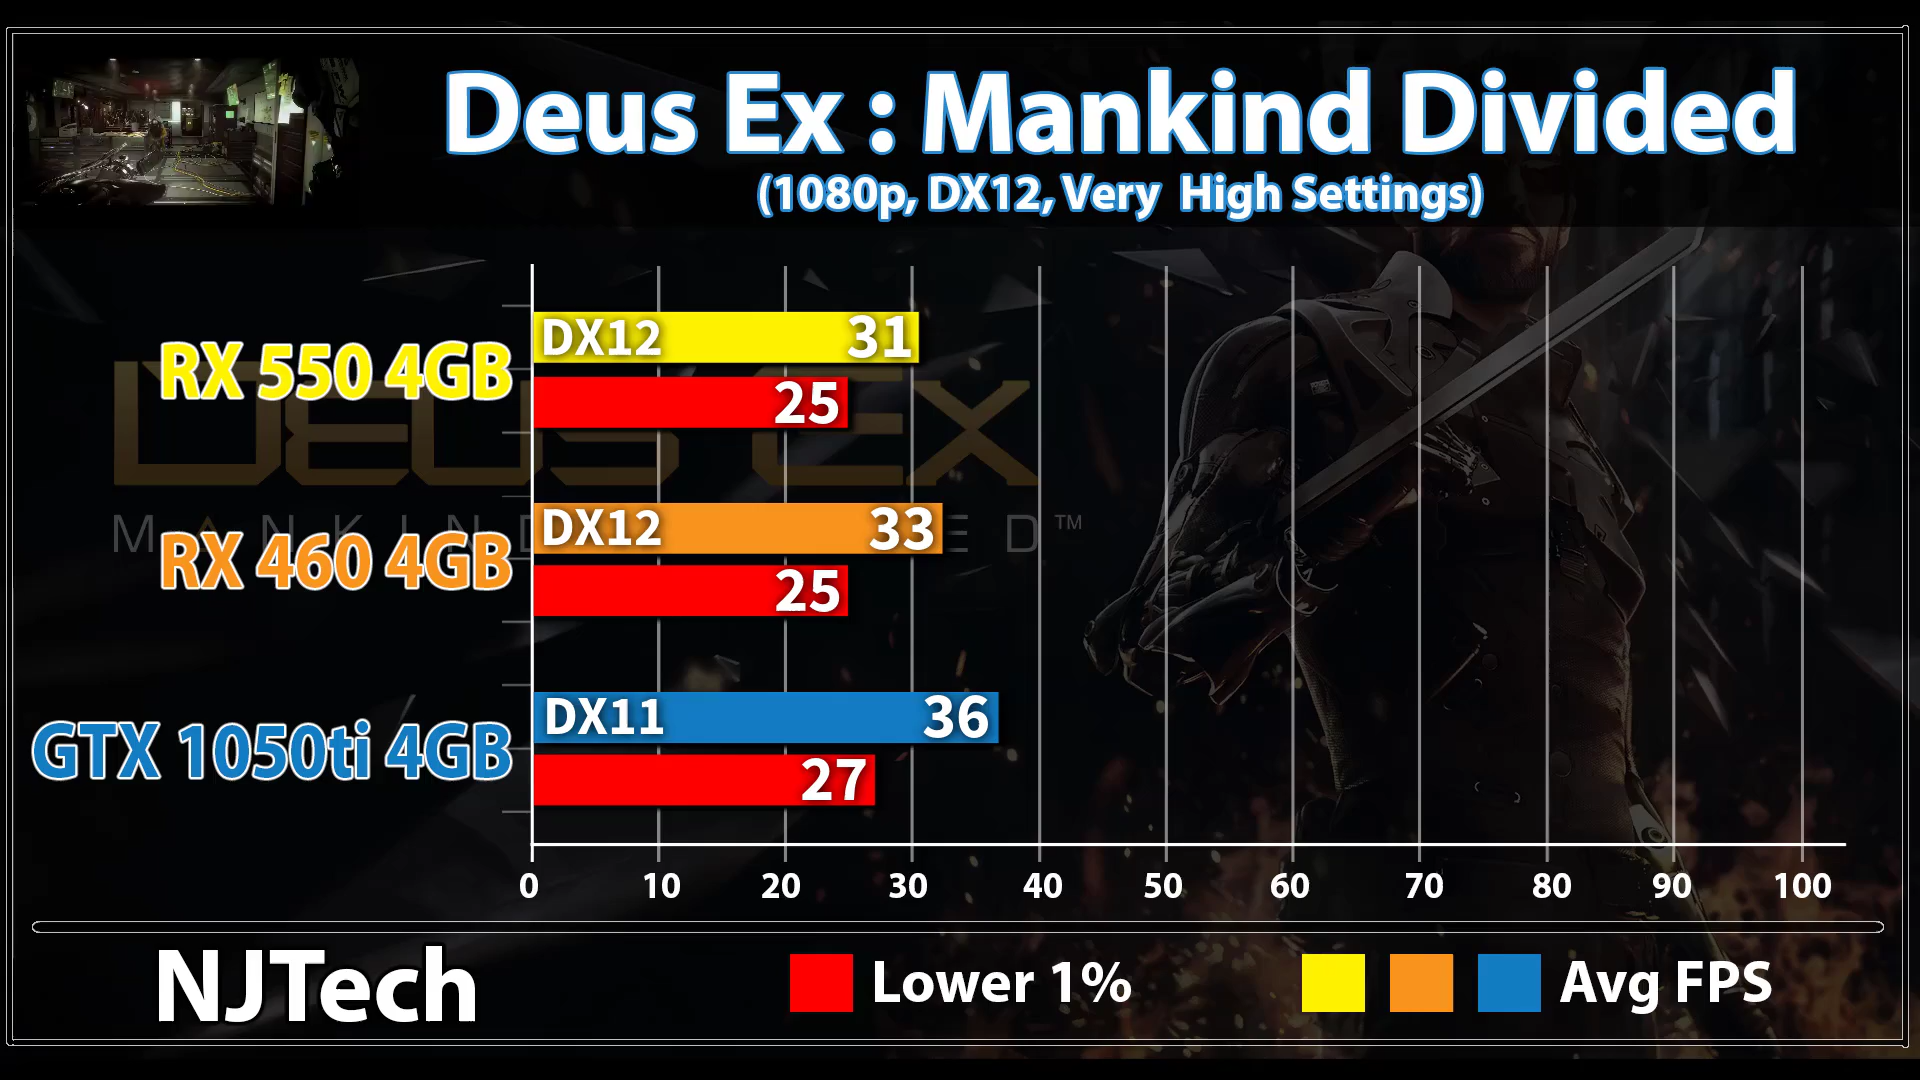 Deus Ex : Mankind Divided
(1080p, DX12, Very High Settings)
RX 550 4GB
DX12 31
25
DEUS EX
RX 460 4GB
DX12 33
25
GTX 1050ti 4GB
DX11 36
27
0 10 20 30 40 50 60 70 80 90 100
NJTech
Lower 1%
Avg FPS